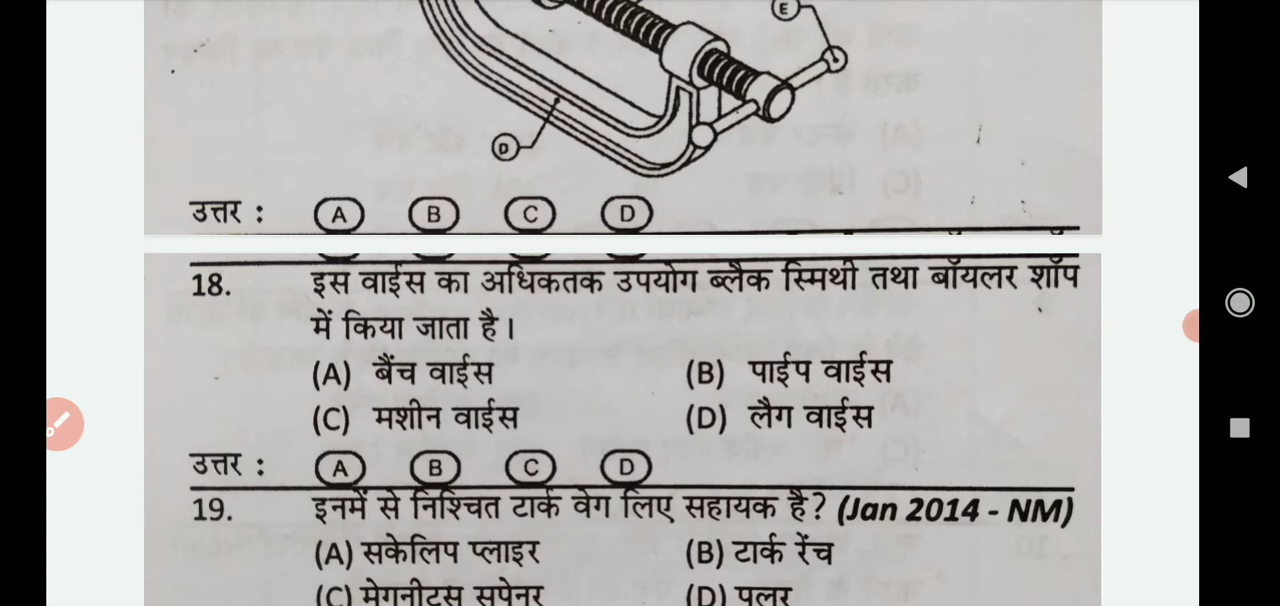 E
D
उत्तर : A B C D
18. इस वाईस का अधिकतक उपयोग ब्लैक स्मिथी तथा बॉयलर शॉप
में किया जाता है।
(A) बैंच वाईस (B) पाईप वाईस
(C) मशीन वाईस (D) लैग वाईस
उत्तर : A B C D
19. इनमें से निश्चित टार्क वेग लिए सहायक है? (Jan 2014 - NM)
(A) सकेलिप प्लाइर (B) टार्क रेंच
(C) मेगनीटस सपेनर (D) पलर